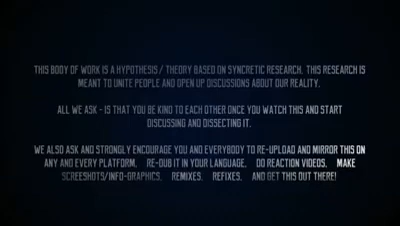 THIS BODY OF WORK IS A HYPOTHESIS / THEORY BASED ON SYNCRETIC RESEARCH. THIS RESEARCH IS
MEANT TO UNITE PEOPLE AND OPEN UP DISCUSSIONS ABOUT OUR REALITY.
ALL WE ASK - IS THAT YOU BE KIND TO EACH OTHER ONCE YOU WATCH THIS AND START
DISCUSSING AND DISSECTING IT.
WE ALSO ASK AND STRONGLY ENCOURAGE YOU AND EVERYBODY TO RE-UPLOAD AND MIRROR THIS ON
ANY AND EVERY PLATFORM, RE-DUB IT IN YOUR LANGUAGE, DO REACTION VIDEOS, MAKE
SCREESHOTS/INFO-GRAPHICS, REMIXES, REFIXES, AND GET THIS OUT THERE!